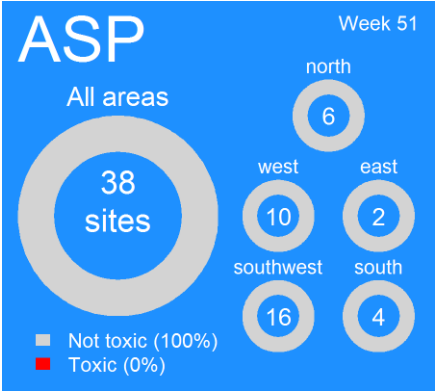 ASP
Week 51
All areas
38
sites
north
6
west
10
east
2
southwest
16
south
4
Not toxic (100%)
Toxic (0%)